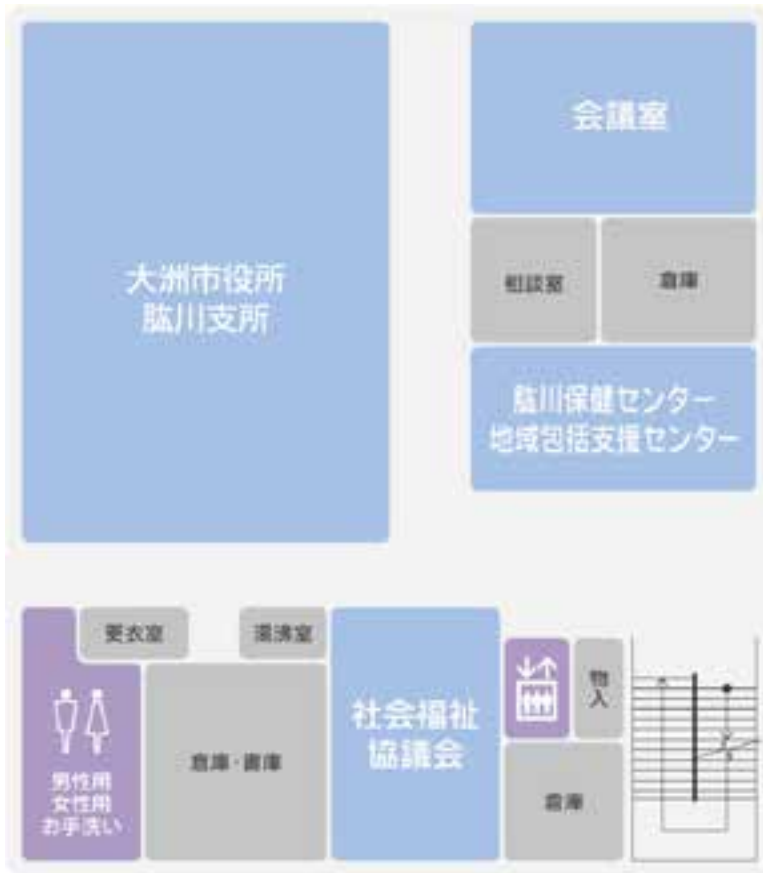 大洲市役所
肱川支所
会議室
相談室
倉庫
肱川保健センター
地域包括支援センター
更衣室
湯沸室
男性用
女性用
お手洗い
倉庫・書庫
社会福祉
協議会
物
入
倉庫